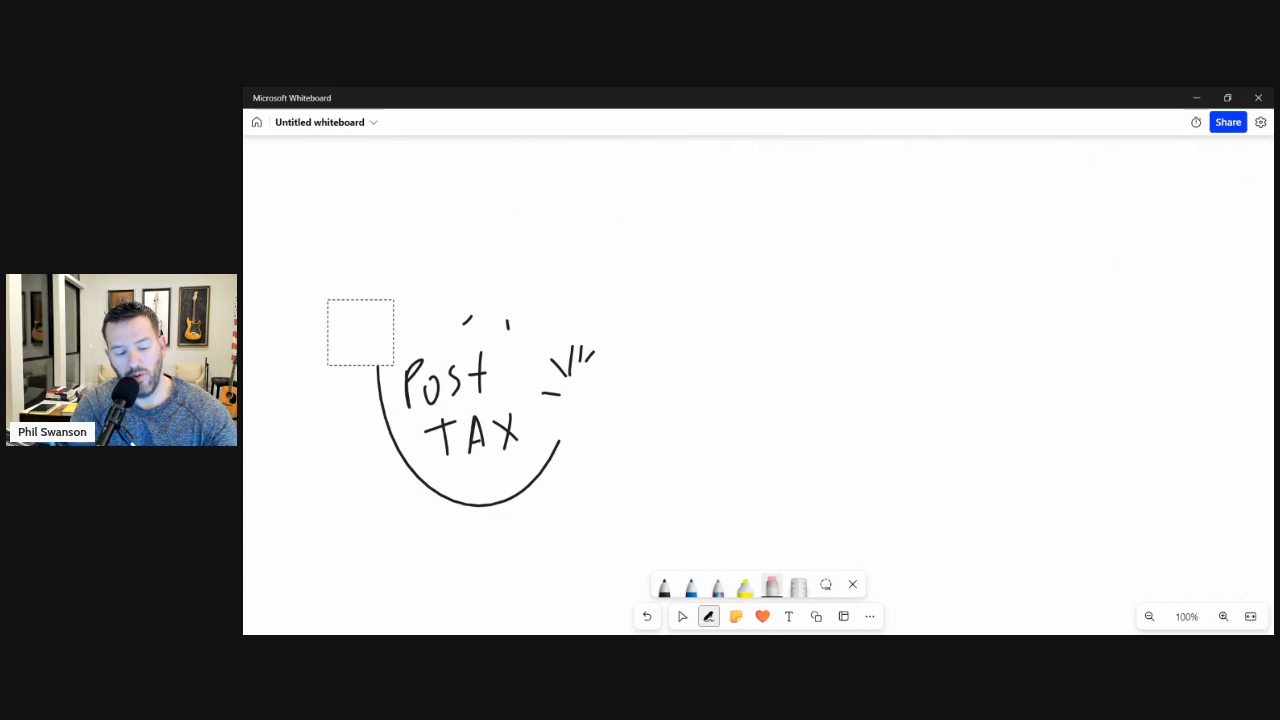 Microsoft Whiteboard
Untitled whiteboard
Share
Post
TAX
Phil Swanson
T
100%